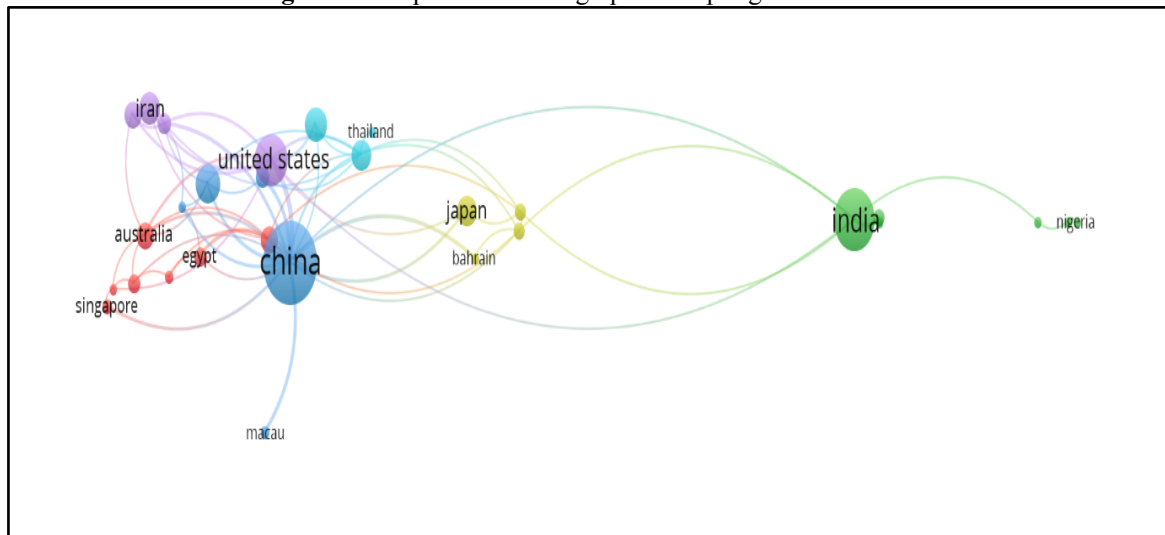 iran
thailand
united states
japan
india
nigeria
australia
egypt
china
bahrain
singapore
macau